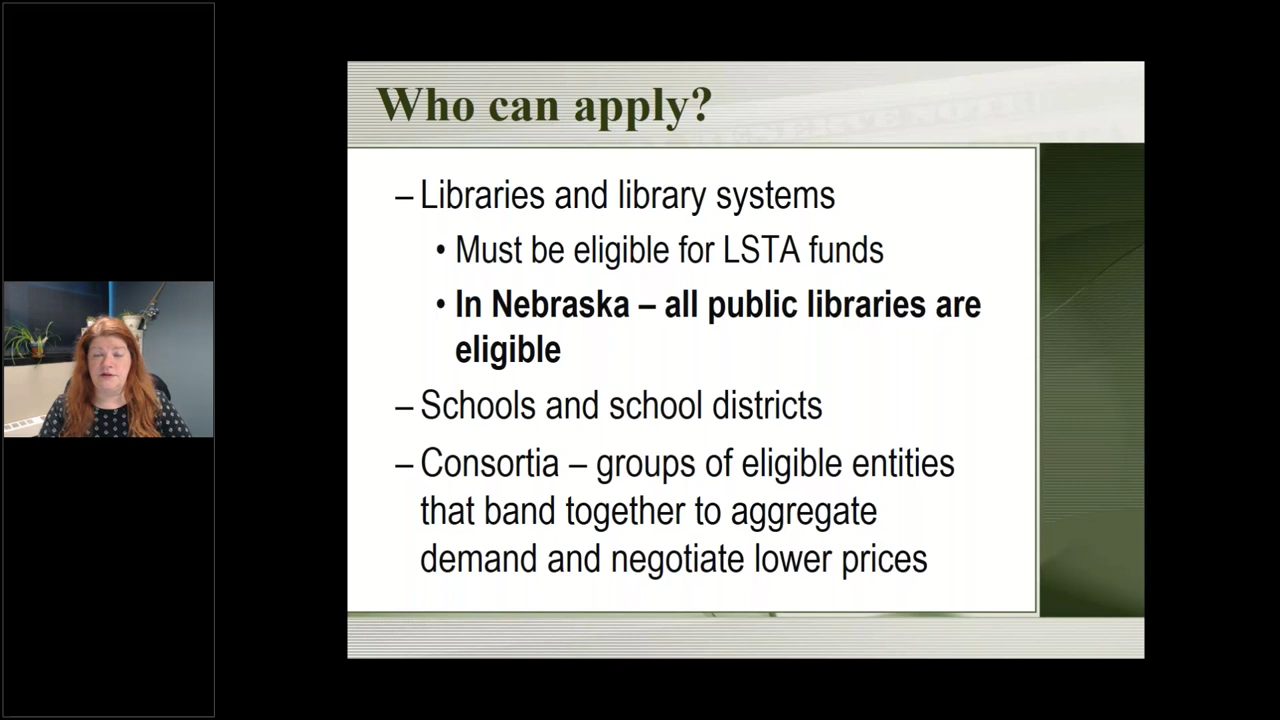 Who can apply?
– Libraries and library systems
• Must be eligible for LSTA funds
• In Nebraska – all public libraries are
eligible
– Schools and school districts
– Consortia – groups of eligible entities
that band together to aggregate
demand and negotiate lower prices